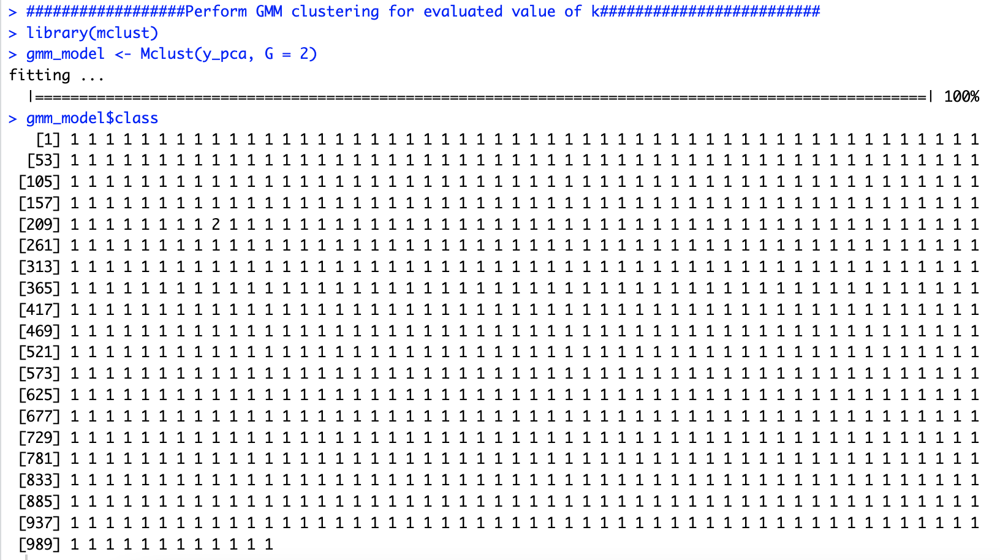 > ##################Perform GMM clustering for evaluated value of k#########################
> library(mclust)
> gmm_model <- Mclust(y_pca, G = 2)
fitting ...
|=====================================================================================================| 100%
> gmm_model$class
[1] 1 1 1 1 1 1 1 1 1 1 1 1 1 1 1 1 1 1 1 1 1 1 1 1 1 1 1 1 1 1 1 1 1 1 1 1 1 1 1 1 1 1 1 1 1 1 1 1 1 1 1 1
[53] 1 1 1 1 1 1 1 1 1 1 1 1 1 1 1 1 1 1 1 1 1 1 1 1 1 1 1 1 1 1 1 1 1 1 1 1 1 1 1 1 1 1 1 1 1 1 1 1 1 1 1 1
[105] 1 1 1 1 1 1 1 1 1 1 1 1 1 1 1 1 1 1 1 1 1 1 1 1 1 1 1 1 1 1 1 1 1 1 1 1 1 1 1 1 1 1 1 1 1 1 1 1 1 1 1 1
[157] 1 1 1 1 1 1 1 1 1 1 1 1 1 1 1 1 1 1 1 1 1 1 1 1 1 1 1 1 1 1 1 1 1 1 1 1 1 1 1 1 1 1 1 1 1 1 1 1 1 1 1 1
[209] 1 1 1 1 1 1 1 1 2 1 1 1 1 1 1 1 1 1 1 1 1 1 1 1 1 1 1 1 1 1 1 1 1 1 1 1 1 1 1 1 1 1 1 1 1 1 1 1 1 1 1 1
[261] 1 1 1 1 1 1 1 1 1 1 1 1 1 1 1 1 1 1 1 1 1 1 1 1 1 1 1 1 1 1 1 1 1 1 1 1 1 1 1 1 1 1 1 1 1 1 1 1 1 1 1 1
[313] 1 1 1 1 1 1 1 1 1 1 1 1 1 1 1 1 1 1 1 1 1 1 1 1 1 1 1 1 1 1 1 1 1 1 1 1 1 1 1 1 1 1 1 1 1 1 1 1 1 1 1 1
[365] 1 1 1 1 1 1 1 1 1 1 1 1 1 1 1 1 1 1 1 1 1 1 1 1 1 1 1 1 1 1 1 1 1 1 1 1 1 1 1 1 1 1 1 1 1 1 1 1 1 1 1 1
[417] 1 1 1 1 1 1 1 1 1 1 1 1 1 1 1 1 1 1 1 1 1 1 1 1 1 1 1 1 1 1 1 1 1 1 1 1 1 1 1 1 1 1 1 1 1 1 1 1 1 1 1 1
[469] 1 1 1 1 1 1 1 1 1 1 1 1 1 1 1 1 1 1 1 1 1 1 1 1 1 1 1 1 1 1 1 1 1 1 1 1 1 1 1 1 1 1 1 1 1 1 1 1 1 1 1 1
[521] 1 1 1 1 1 1 1 1 1 1 1 1 1 1 1 1 1 1 1 1 1 1 1 1 1 1 1 1 1 1 1 1 1 1 1 1 1 1 1 1 1 1 1 1 1 1 1 1 1 1 1 1
[573] 1 1 1 1 1 1 1 1 1 1 1 1 1 1 1 1 1 1 1 1 1 1 1 1 1 1 1 1 1 1 1 1 1 1 1 1 1 1 1 1 1 1 1 1 1 1 1 1 1 1 1 1
[625] 1 1 1 1 1 1 1 1 1 1 1 1 1 1 1 1 1 1 1 1 1 1 1 1 1 1 1 1 1 1 1 1 1 1 1 1 1 1 1 1 1 1 1 1 1 1 1 1 1 1 1 1
[677] 1 1 1 1 1 1 1 1 1 1 1 1 1 1 1 1 1 1 1 1 1 1 1 1 1 1 1 1 1 1 1 1 1 1 1 1 1 1 1 1 1 1 1 1 1 1 1 1 1 1 1 1
[729] 1 1 1 1 1 1 1 1 1 1 1 1 1 1 1 1 1 1 1 1 1 1 1 1 1 1 1 1 1 1 1 1 1 1 1 1 1 1 1 1 1 1 1 1 1 1 1 1 1 1 1 1
[781] 1 1 1 1 1 1 1 1 1 1 1 1 1 1 1 1 1 1 1 1 1 1 1 1 1 1 1 1 1 1 1 1 1 1 1 1 1 1 1 1 1 1 1 1 1 1 1 1 1 1 1 1
[833] 1 1 1 1 1 1 1 1 1 1 1 1 1 1 1 1 1 1 1 1 1 1 1 1 1 1 1 1 1 1 1 1 1 1 1 1 1 1 1 1 1 1 1 1 1 1 1 1 1 1 1 1
[885] 1 1 1 1 1 1 1 1 1 1 1 1 1 1 1 1 1 1 1 1 1 1 1 1 1 1 1 1 1 1 1 1 1 1 1 1 1 1 1 1 1 1 1 1 1 1 1 1 1 1 1 1
[937] 1 1 1 1 1 1 1 1 1 1 1 1 1 1 1 1 1 1 1 1 1 1 1 1 1 1 1 1 1 1 1 1 1 1 1 1 1 1 1 1 1 1 1 1 1 1 1 1 1 1 1 1
[989] 1 1 1 1 1 1 1 1 1 1 1 1